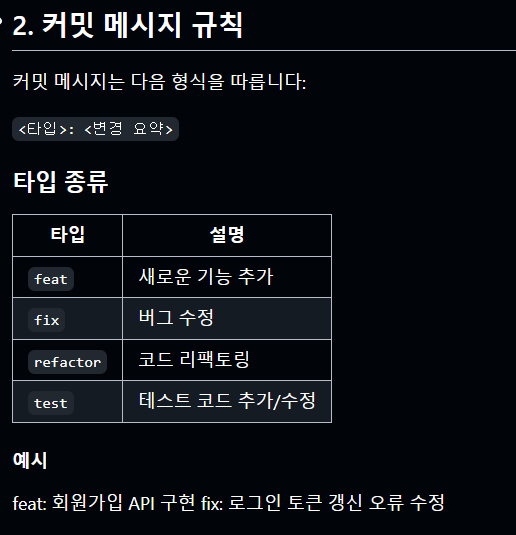 2. 커밋 메시지 규칙
커밋 메시지는 다음 형식을 따릅니다:
<타입>: <변경 요약>
타입 종류
타입 설명
feat 새로운 기능 추가
fix 버그 수정
refactor 코드 리팩토링
test 테스트 코드 추가/수정
예시
feat: 회원가입 API 구현 fix: 로그인 토큰 갱신 오류 수정